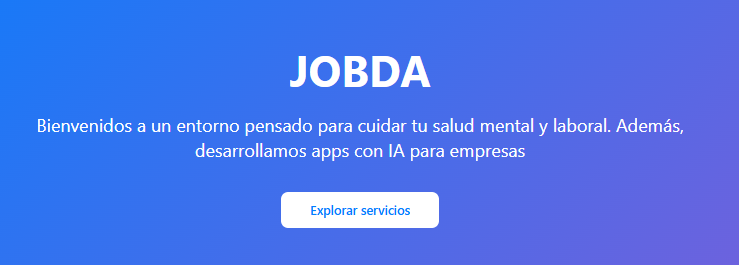 JOBDA
Bienvenidos a un entorno pensado para cuidar tu salud mental y laboral. Además,
desarrollamos apps con IA para empresas
Explorar servicios